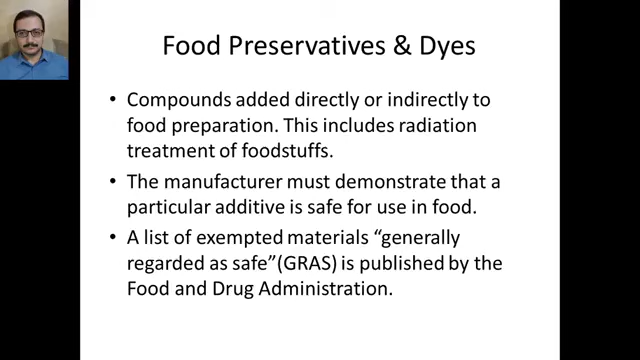 Food Preservatives & Dyes
• Compounds added directly or indirectly to
food preparation. This includes radiation
treatment of foodstuffs.
• The manufacturer must demonstrate that a
particular additive is safe for use in food.
• A list of exempted materials “generally
regarded as safe”(GRAS) is published by the
Food and Drug Administration.